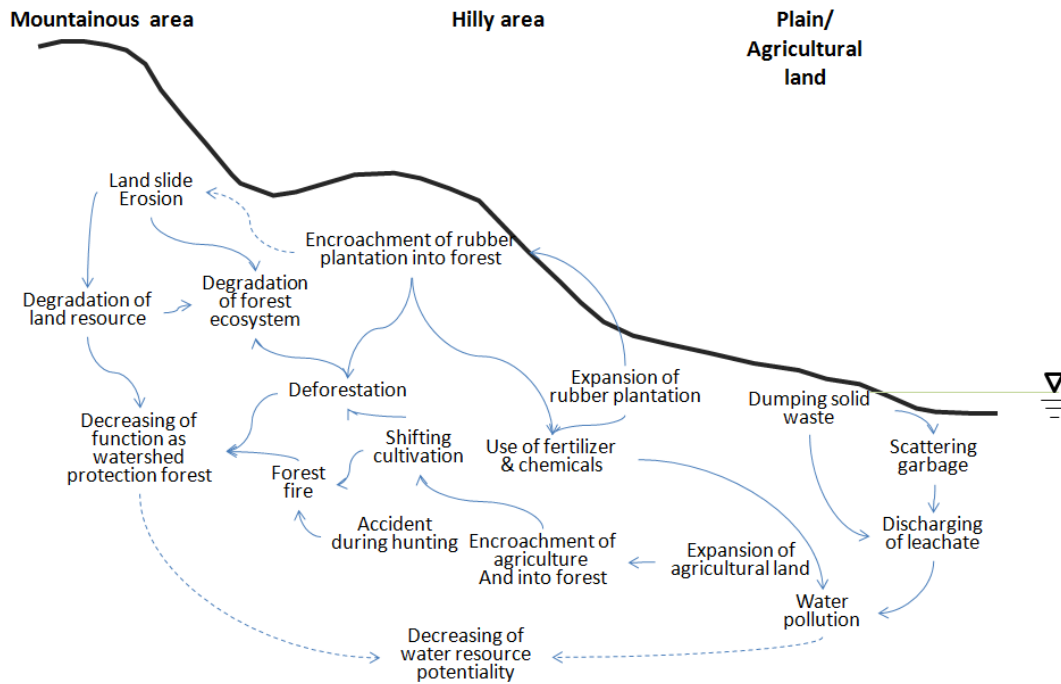 Mountainous area
Hilly area
Plain/
Agricultural
land
Land slide
Erosion
Encroachment of rubber
plantation into forest
Degradation of
land resource
Degradation
of forest
ecosystem
Deforestation
Expansion of
rubber plantation
Dumping solid
waste
Decreasing of
function as
watershed
protection forest
Shifting
cultivation
Use of fertilizer
& chemicals
Scattering
garbage
Forest
fire
Accident
during hunting
Encroachment of
agriculture
And into forest
Expansion of
agricultural land
Discharging
of leachate
Water
pollution
Decreasing of
water resource
potentiality